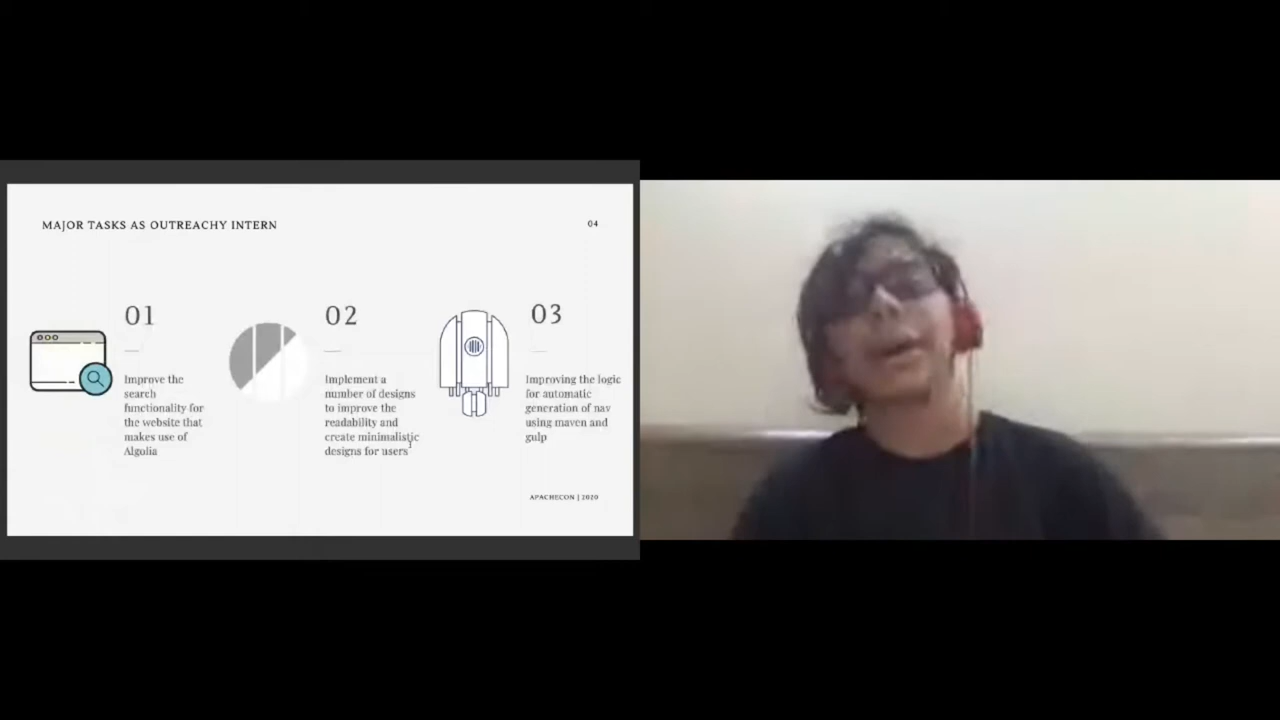 MAJOR TASKS AS OUTREACHY INTERN
04
01
Improve the
search
functionality for
the website that
makes use of
Algolia
02
Implement a
number of designs
to improve the
readability and
create minimalistic
designs for users
03
Improving the logic
for automatic
generation of nav
using maven and
gulp
APACHECON | 2020